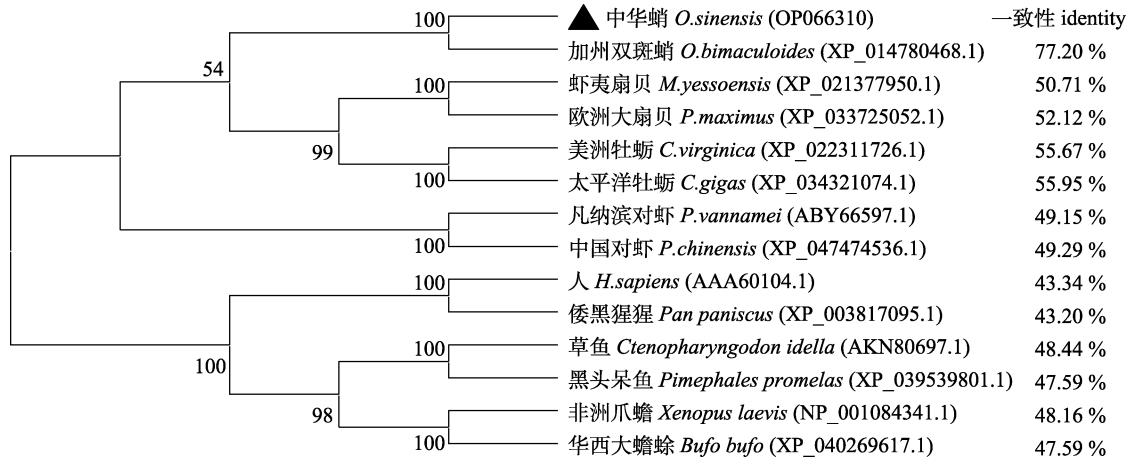 100
中华蛸 O.sinensis (OP066310) 一致性 identity
加州双斑蛸 O.bimaculoides (XP_014780468.1) 77.20 %
54
100
虾夷扇贝 M.yessoensis (XP_021377950.1) 50.71 %
欧洲大扇贝 P.maximus (XP_033725052.1) 52.12 %
99
美洲牡蛎 C.virginica (XP_022311726.1) 55.67 %
100
太平洋牡蛎 C.gigas (XP_034321074.1) 55.95 %
凡纳滨对虾 P.vannamei (ABY66597.1) 49.15 %
100
中国对虾 P.chinensis (XP_047474536.1) 49.29 %
100
人 H.sapiens (AAA60104.1) 43.34 %
倭黑猩猩 Pan paniscus (XP_003817095.1) 43.20 %
100
100
草鱼 Ctenopharyngodon idella (AKN80697.1) 48.44 %
黑头呆鱼 Pimephales promelas (XP_039539801.1) 47.59 %
98
非洲爪蟾 Xenopus laevis (NP_001084341.1) 48.16 %
100
华西大蟾蜍 Bufo bufo (XP_040269617.1) 47.59 %